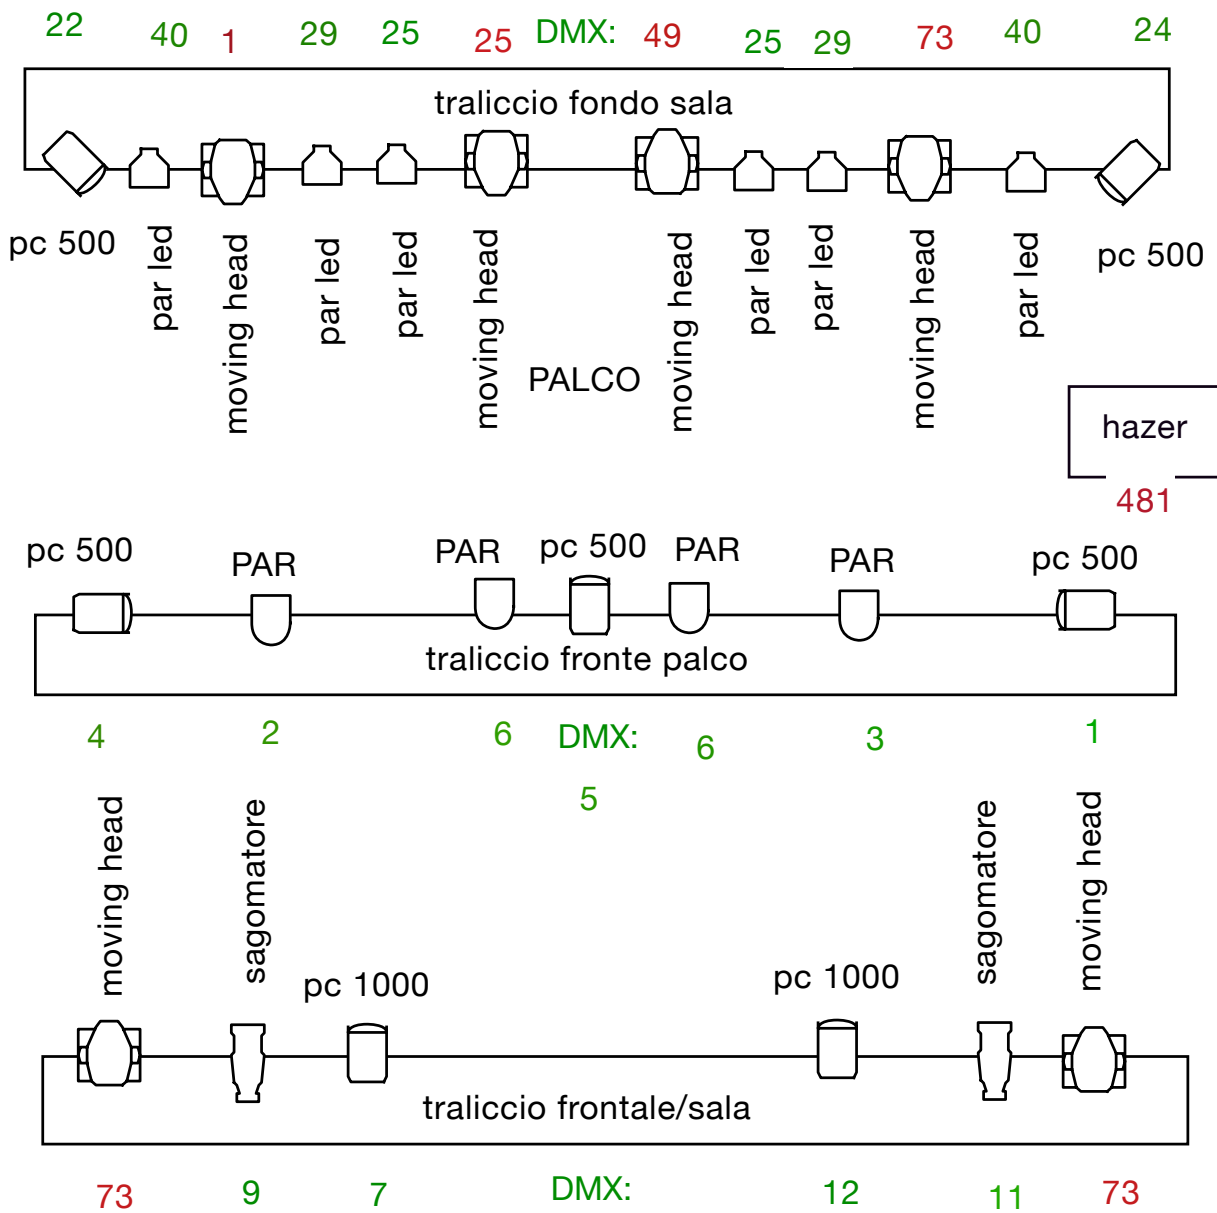 22 40 1 29 25 25 DMX: 49 25 29 73 40 24
traliccio fondo sala
pc 500
par led
moving head
par led
par led
moving head
moving head
par led
par led
moving head
par led
pc 500
PALCO
hazer
481
pc 500 PAR PAR pc 500 PAR PAR pc 500
traliccio fronte palco
4 2 6 DMX: 6 3 1
5
moving head
sagomatore
pc 1000
pc 1000
sagomatore
moving head
traliccio frontale/sala
73 9 7 DMX: 12 11 73